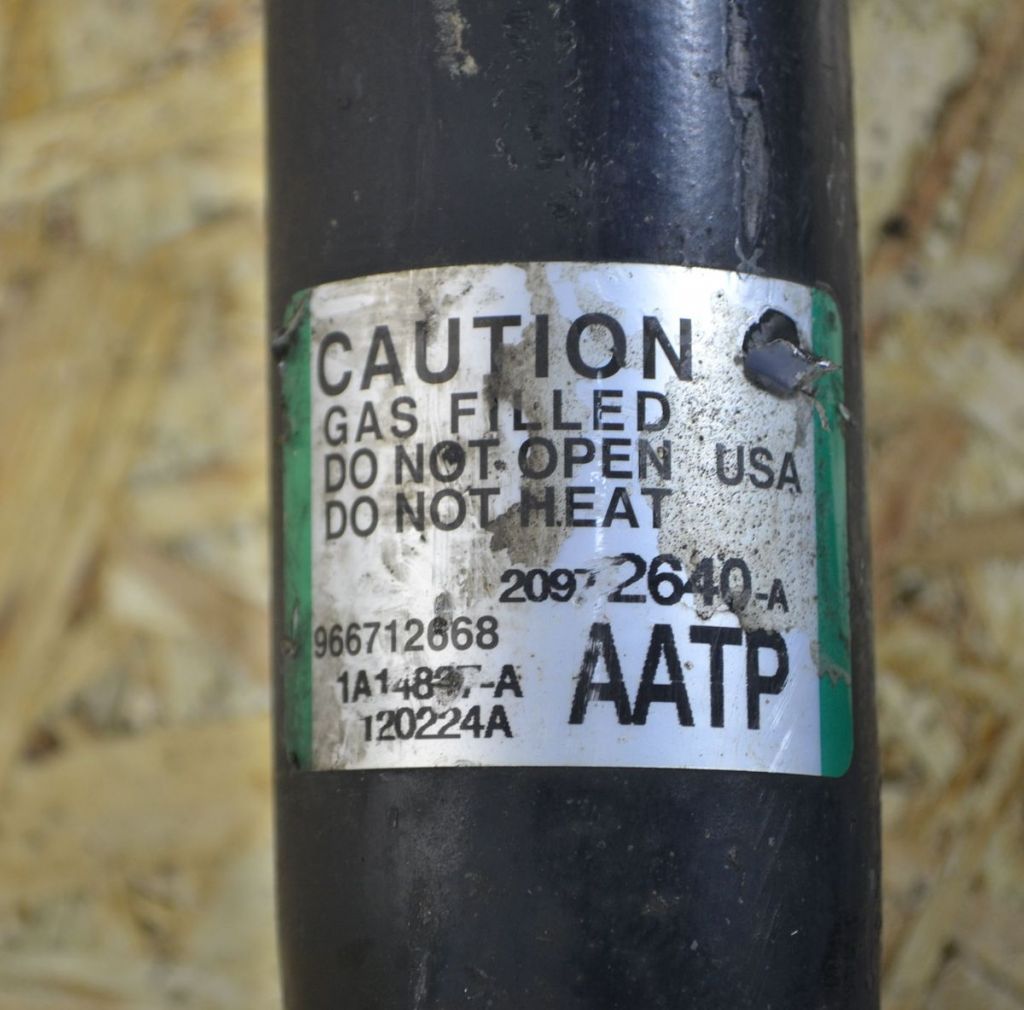 CAUTION
GAS FILLED
DO NOT OPEN USA
DO NOT HEAT
2640-A
966712668
AATP
120224A